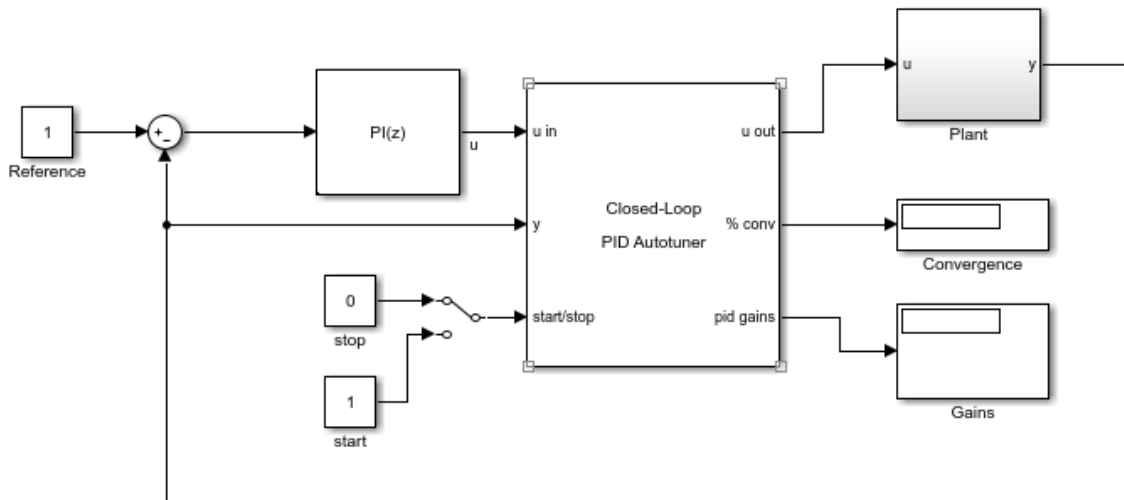 1
Reference
+
−
PI(z)
u
u in
y
start/stop
Closed-Loop
PID Autotuner
u out
% conv
pid gains
u
y
Plant
Convergence
Gains
0
stop
1
start